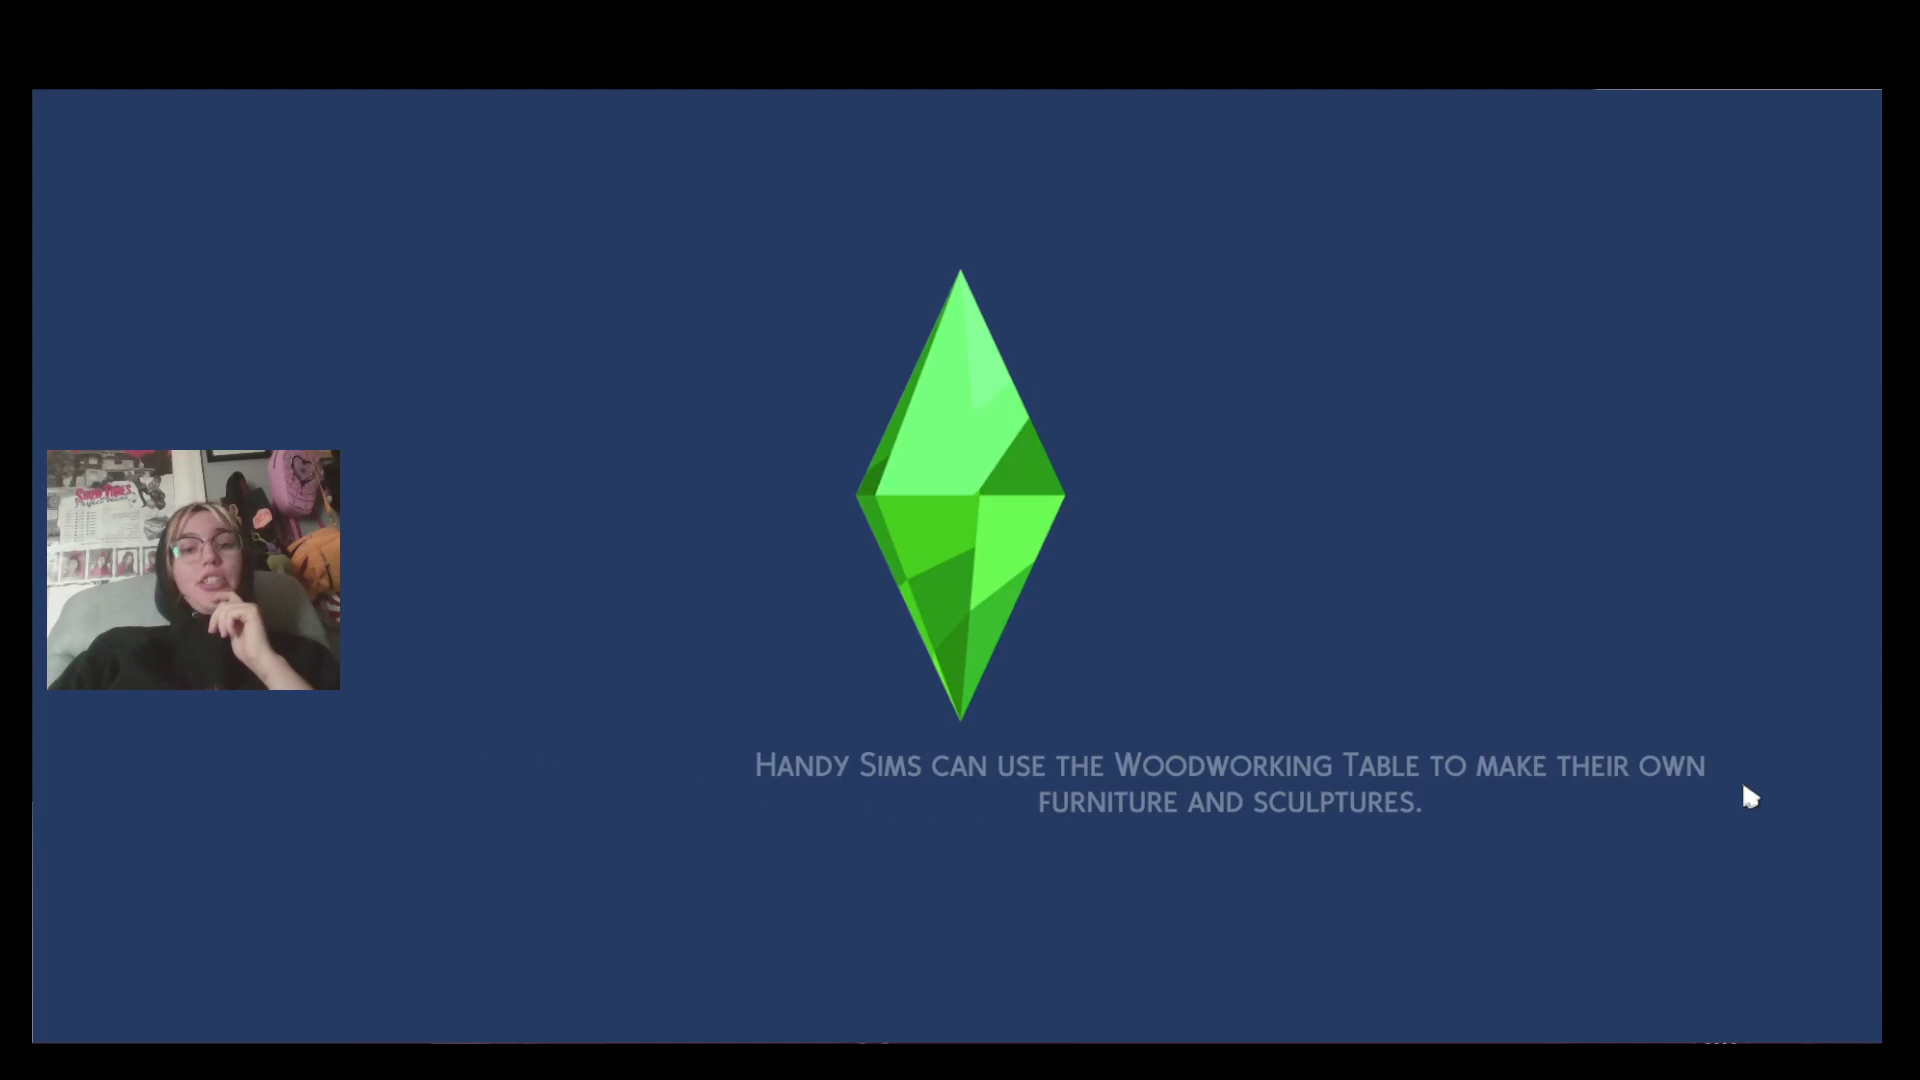 HANDY SIMS CAN USE THE WOODWORKING TABLE TO MAKE THEIR OWN
FURNITURE AND SCULPTURES.